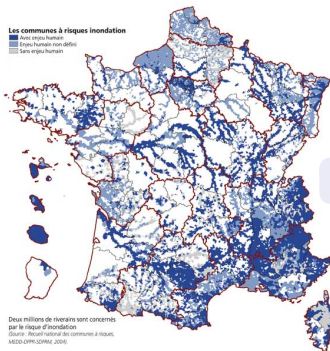 Les communes à risques inondation
Avec enjeu humain
Enjeu humain non défini
Sans enjeu humain
Deux millions de riverains sont concernés
par le risque d'inondation
(Source : Recueil national des communes à risques,
MEDD-DPPR-SDPRM, 2004).